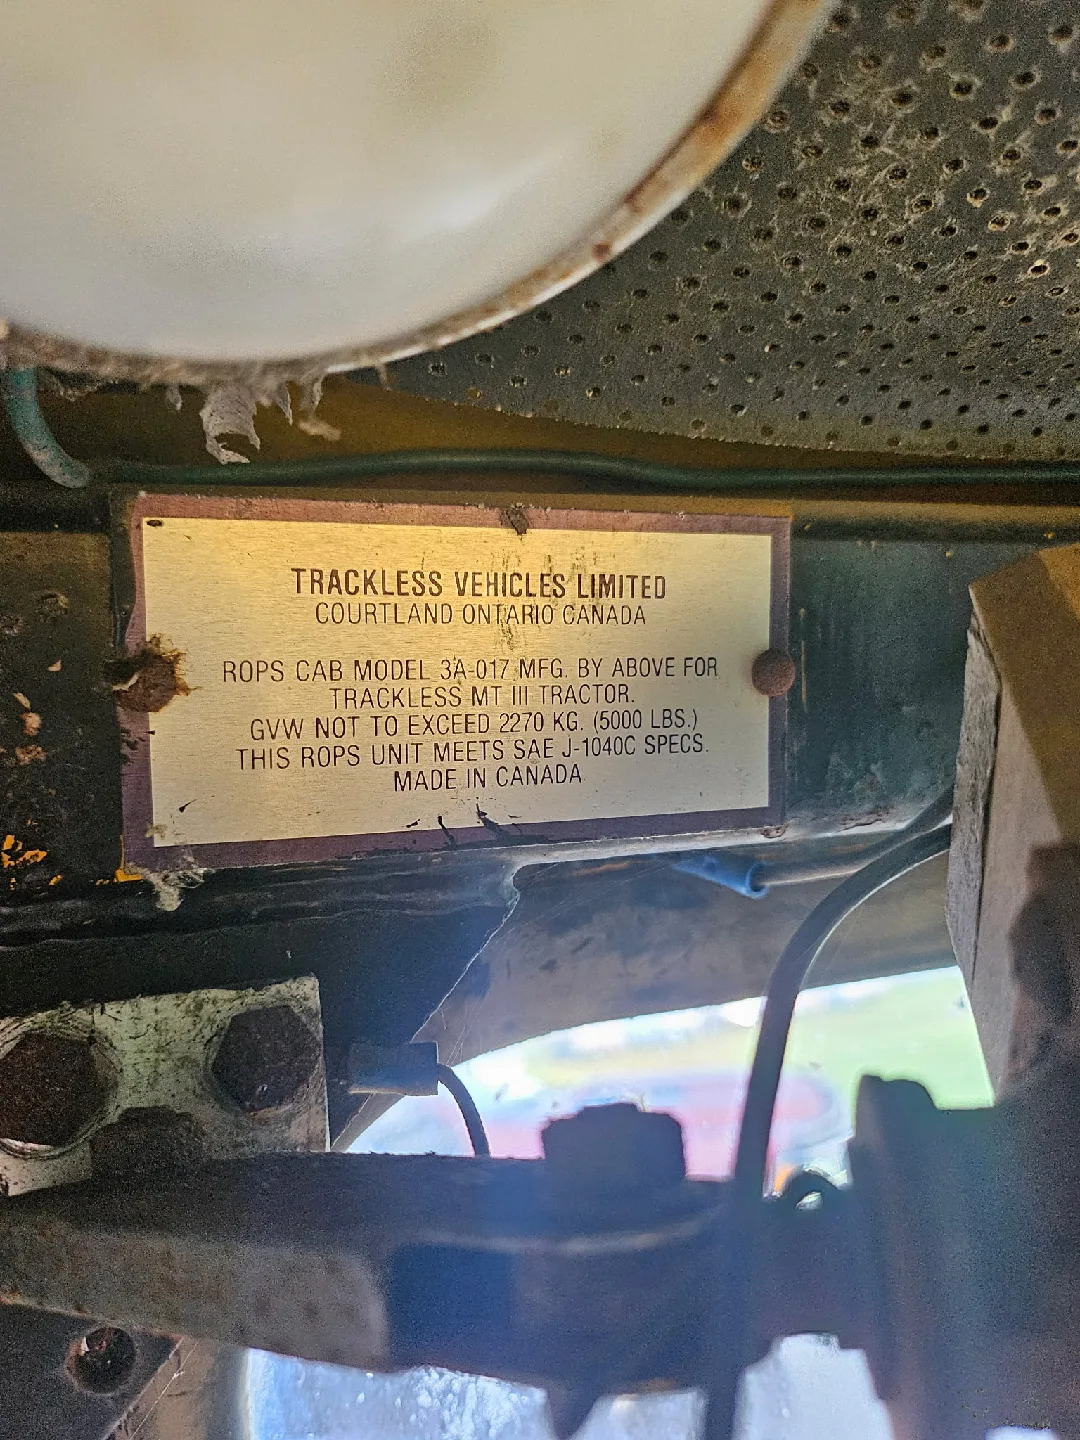 TRACKLESS VEHICLES LIMITED
COURTLAND ONTARIO CANADA
ROPS CAB MODEL 3A-017 MFG. BY ABOVE FOR
TRACKLESS MT III TRACTOR.
GVW NOT TO EXCEED 2270 KG. (5000 LBS.)
THIS ROPS UNIT MEETS SAE J-1040C SPECS.
MADE IN CANADA